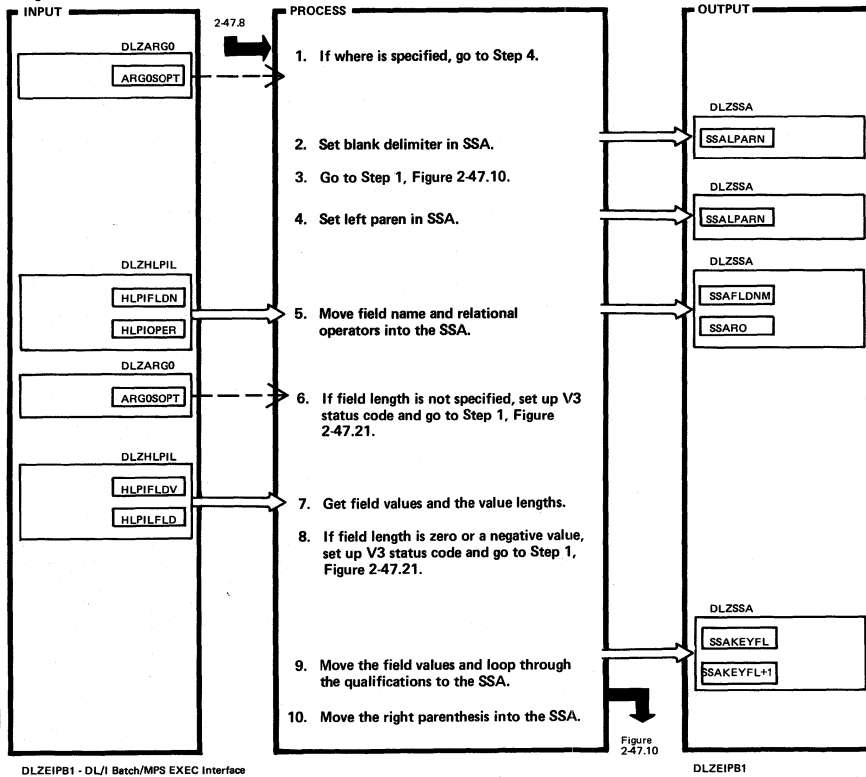 INPUT
DLZARG0
ARG0SOPT
DLZHLPIL
HLPIFLDN
HLPIOPER
DLZARG0
ARG0SOPT
DLZHLPIL
HLPIFLDV
HLPILFLD
2-47.8
PROCESS
1. If where is specified, go to Step 4.
2. Set blank delimiter in SSA.
3. Go to Step 1, Figure 2-47.10.
4. Set left paren in SSA.
5. Move field name and relational
operators into the SSA.
6. If field length is not specified, set up V3
status code and go to Step 1, Figure
2-47.21.
7. Get field values and the value lengths.
8. If field length is zero or a negative value,
set up V3 status code and go to Step 1,
Figure 2-47.21.
9. Move the field values and loop through
the qualifications to the SSA.
10. Move the right parenthesis into the SSA.
Figure
2-47.10
OUTPUT
DLZSSA
SSALPARN
DLZSSA
SSALPARN
DLZSSA
SSAFLDNM
SSARO
DLZSSA
SSAKEYFL
SSAKEYFL+1
DLZEIPB1 - DL/I Batch/MPS EXEC Interface
DLZEIPB1